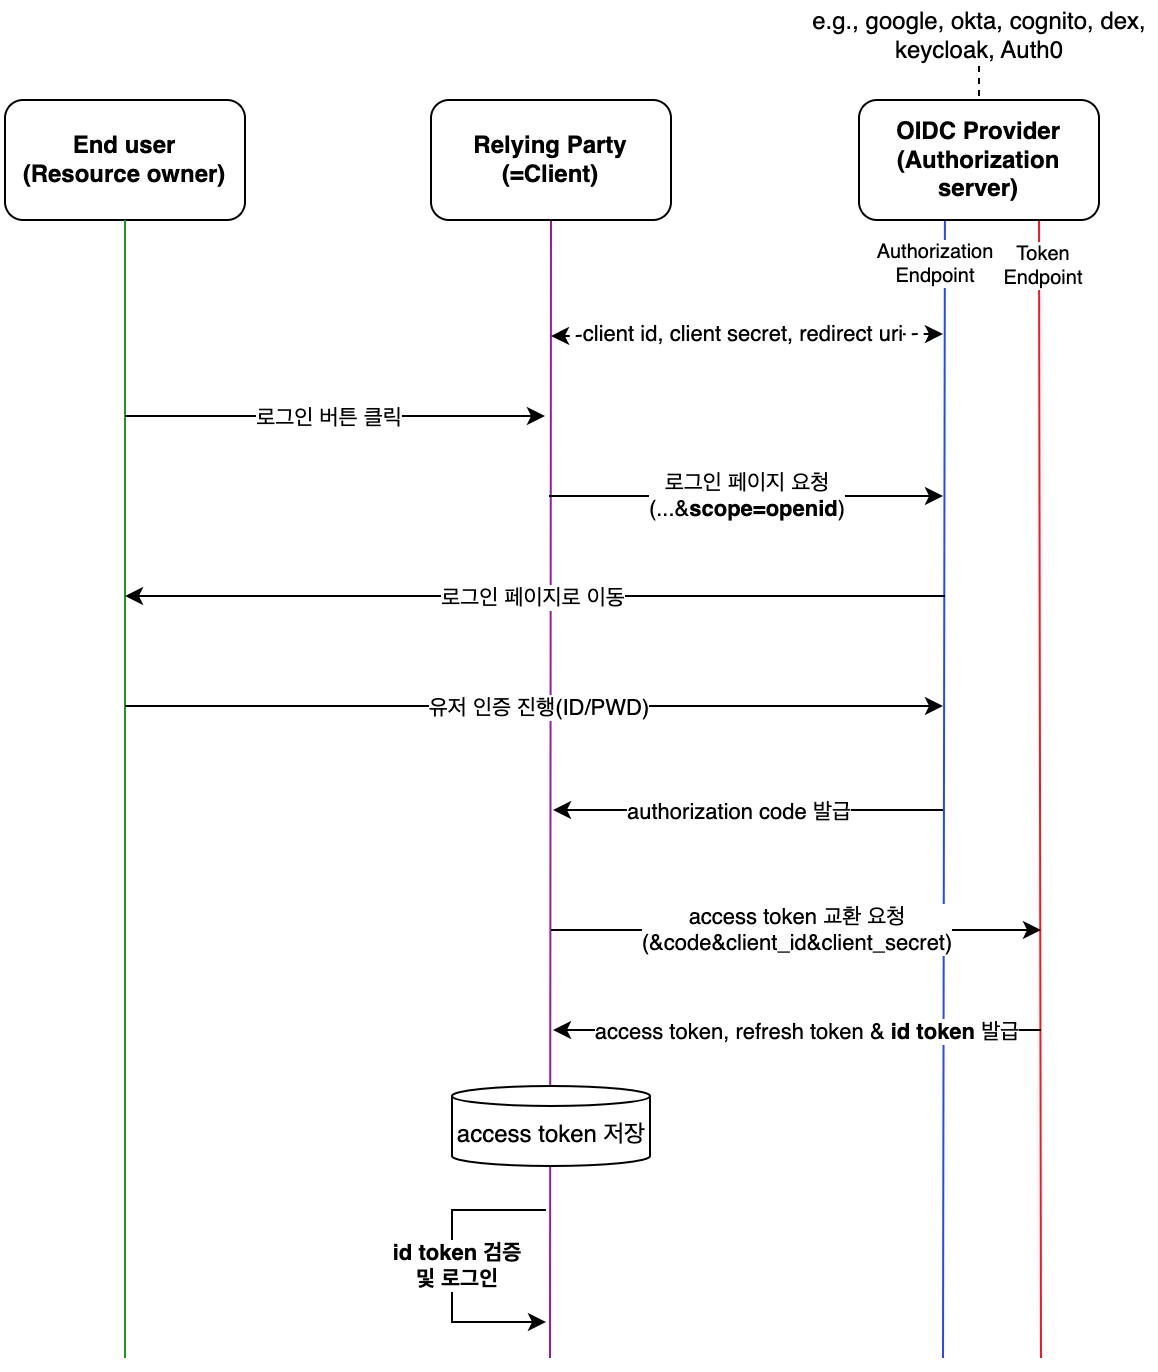 e.g., google, okta, cognito, dex,
keycloak, Auth0
End user
(Resource owner)
Relying Party
(=Client)
OIDC Provider
(Authorization
server)
Authorization
Endpoint
Token
Endpoint
client id, client secret, redirect uri
로그인 버튼 클릭
로그인 페이지 요청
(...&scope=openid)
로그인 페이지로 이동
유저 인증 진행(ID/PWD)
authorization code 발급
access token 교환 요청
(&code&client_id&client_secret)
access token, refresh token & id token 발급
access token 저장
id token 검증
및 로그인